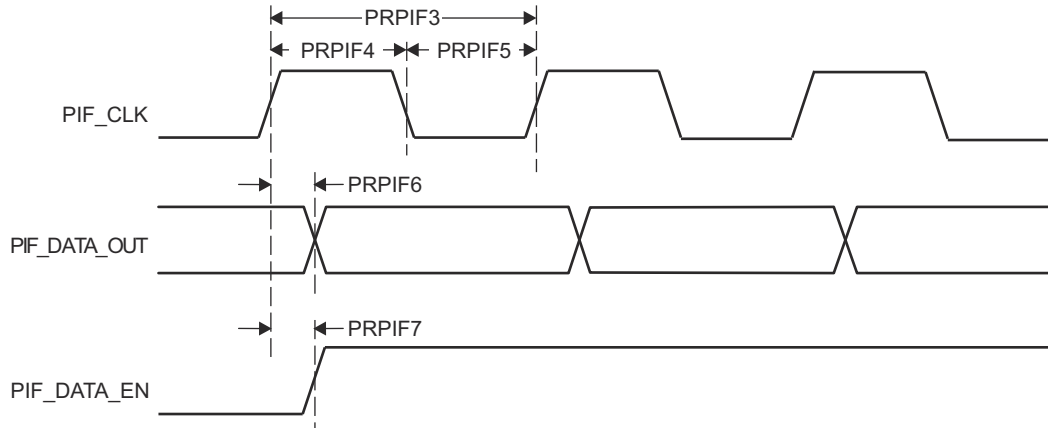 PRPIF3
PRPIF4 PRPIF5
PIF_CLK
PRPIF6
PIF_DATA_OUT
PRPIF7
PIF_DATA_EN